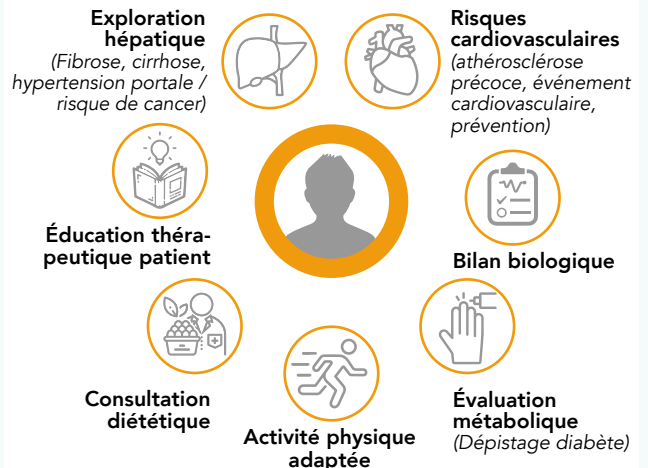 Exploration
hépatique
(Fibrose, cirrhose,
hypertension portale /
risque de cancer)
Risques
cardiovasculaires
(athérosclérose
précoce, événement
cardiovasculaire,
prévention)
Éducation théra-
peutique patient
Bilan biologique
Consultation
diététique
Activité physique
adaptée
Évaluation
métabolique
(Dépistage diabète)